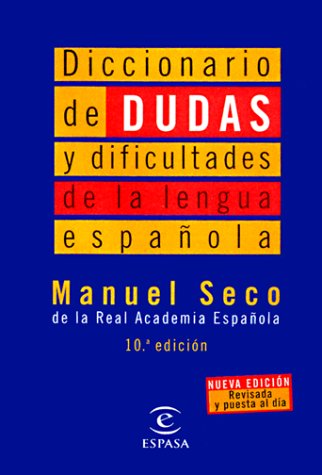 Diccionario
de DUDAS
y dificultades
de la lengua
española
Manuel Seco
de la Real Academia Española
10.ª edición
NUEVA EDICIÓN
Revisada
y puesta al día
e
ESPASA